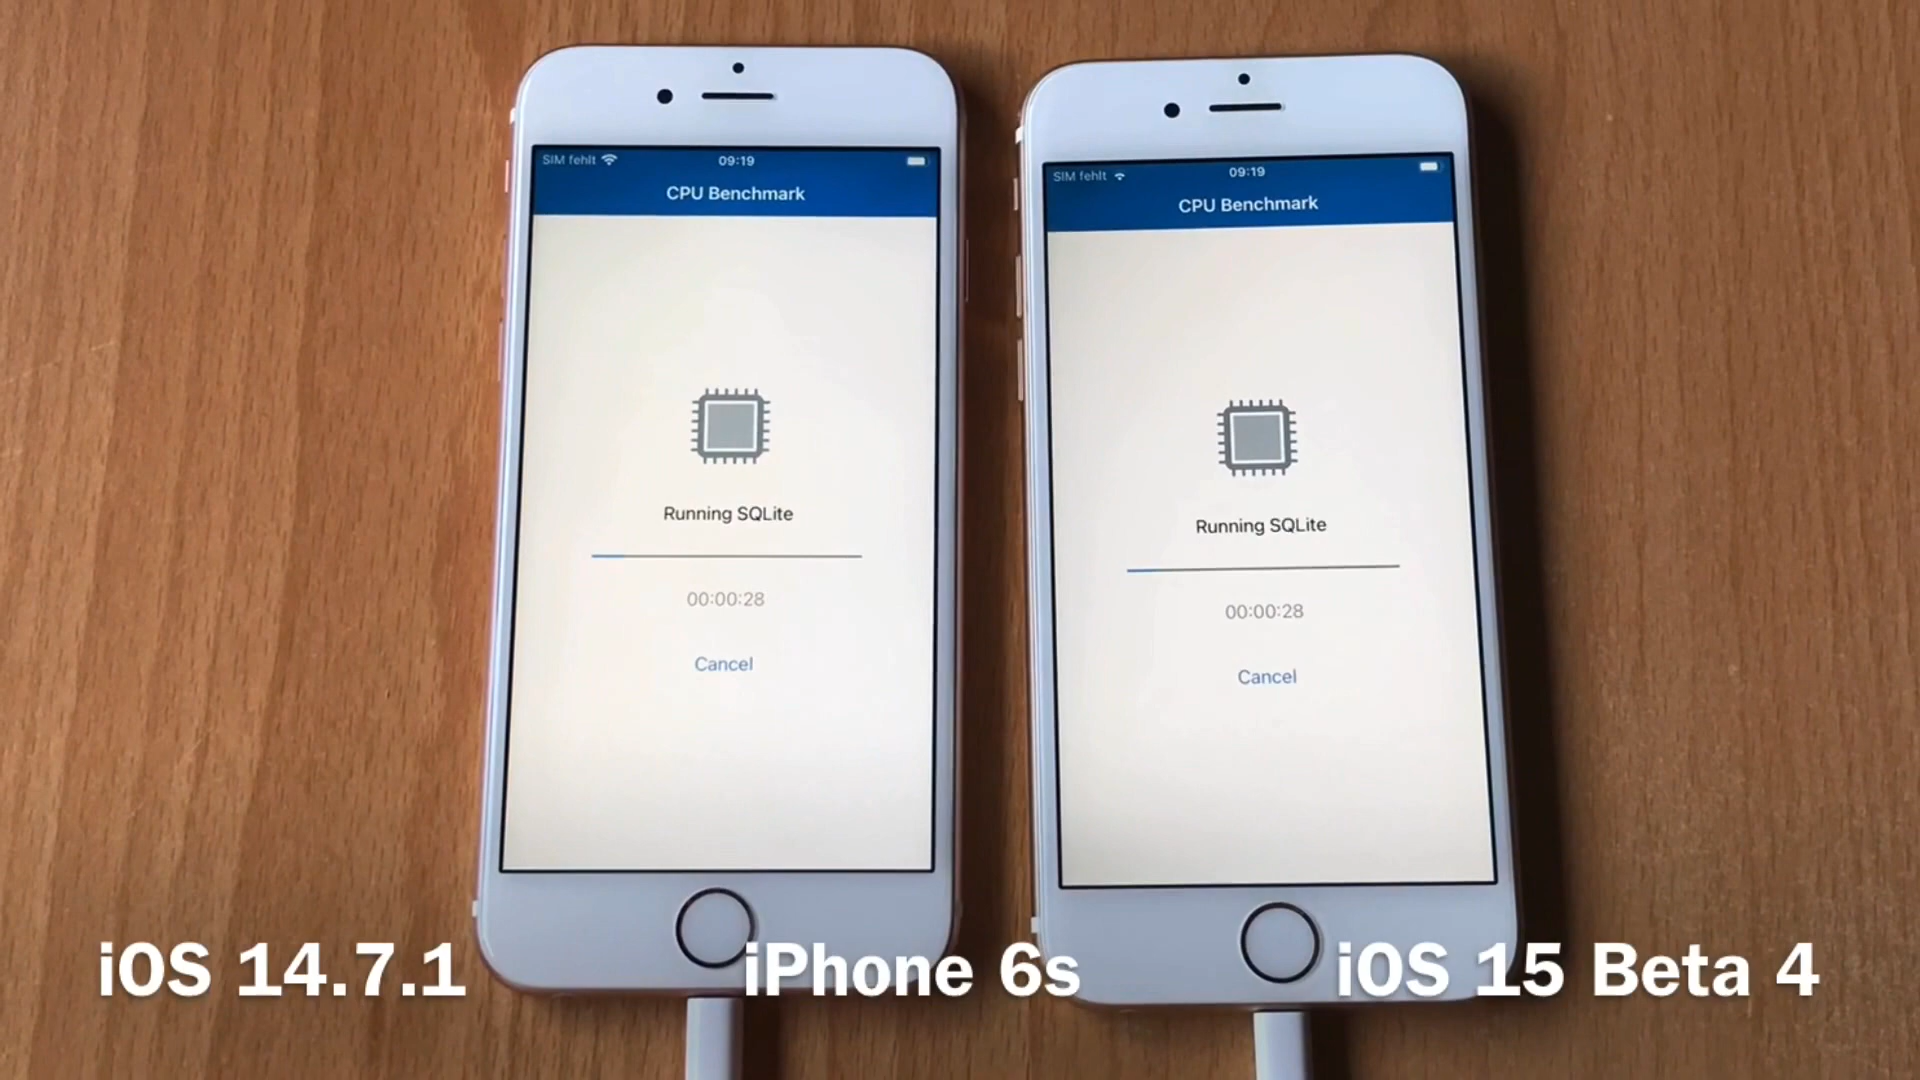 SIM fehlt
09:19
CPU Benchmark
Running SQLite
00:00:28
Cancel
SIM fehlt
09:19
CPU Benchmark
Running SQLite
00:00:28
Cancel
iOS 14.7.1
iPhone 6s
iOS 15 Beta 4